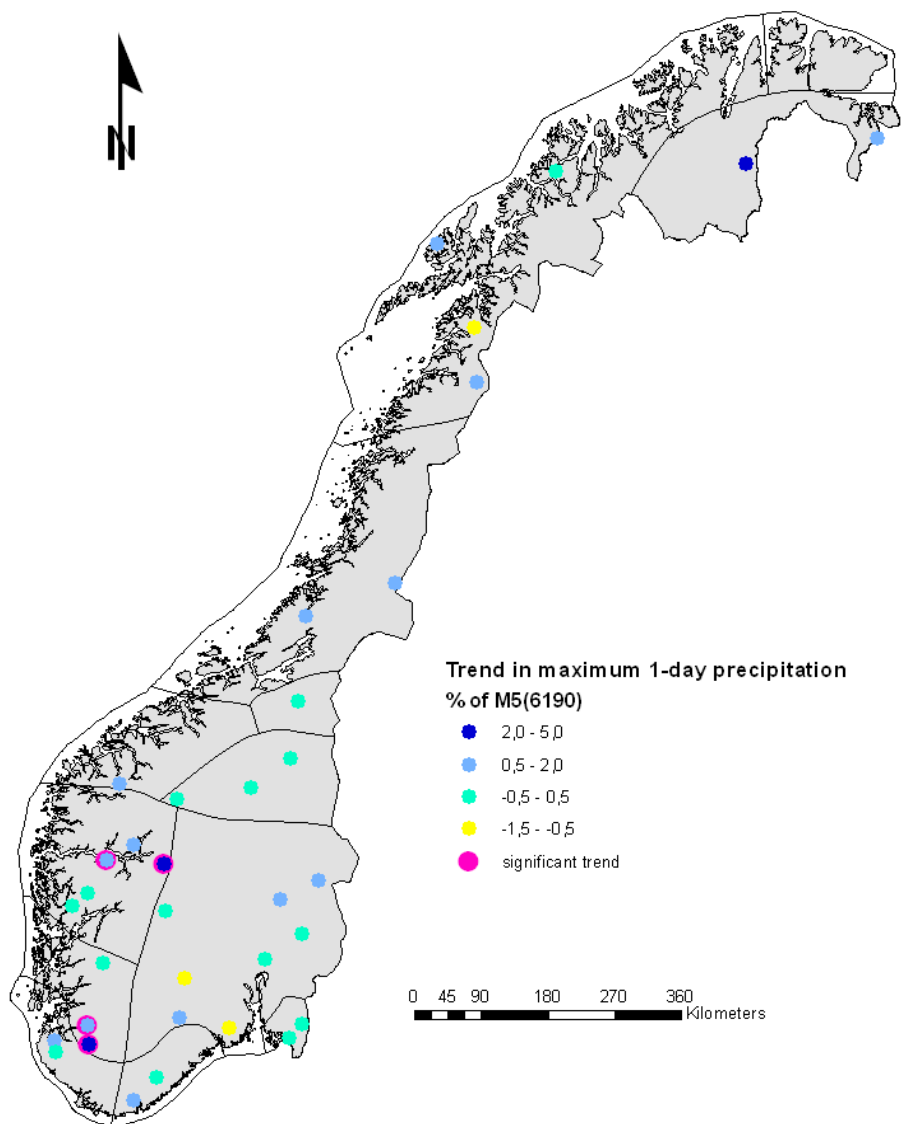 N
Trend in maximum 1-day precipitation
% of M5(6190)
2,0 - 5,0
0,5 - 2,0
-0,5 - 0,5
-1,5 - -0,5
significant trend
0 45 90 180 270 360
Kilometers